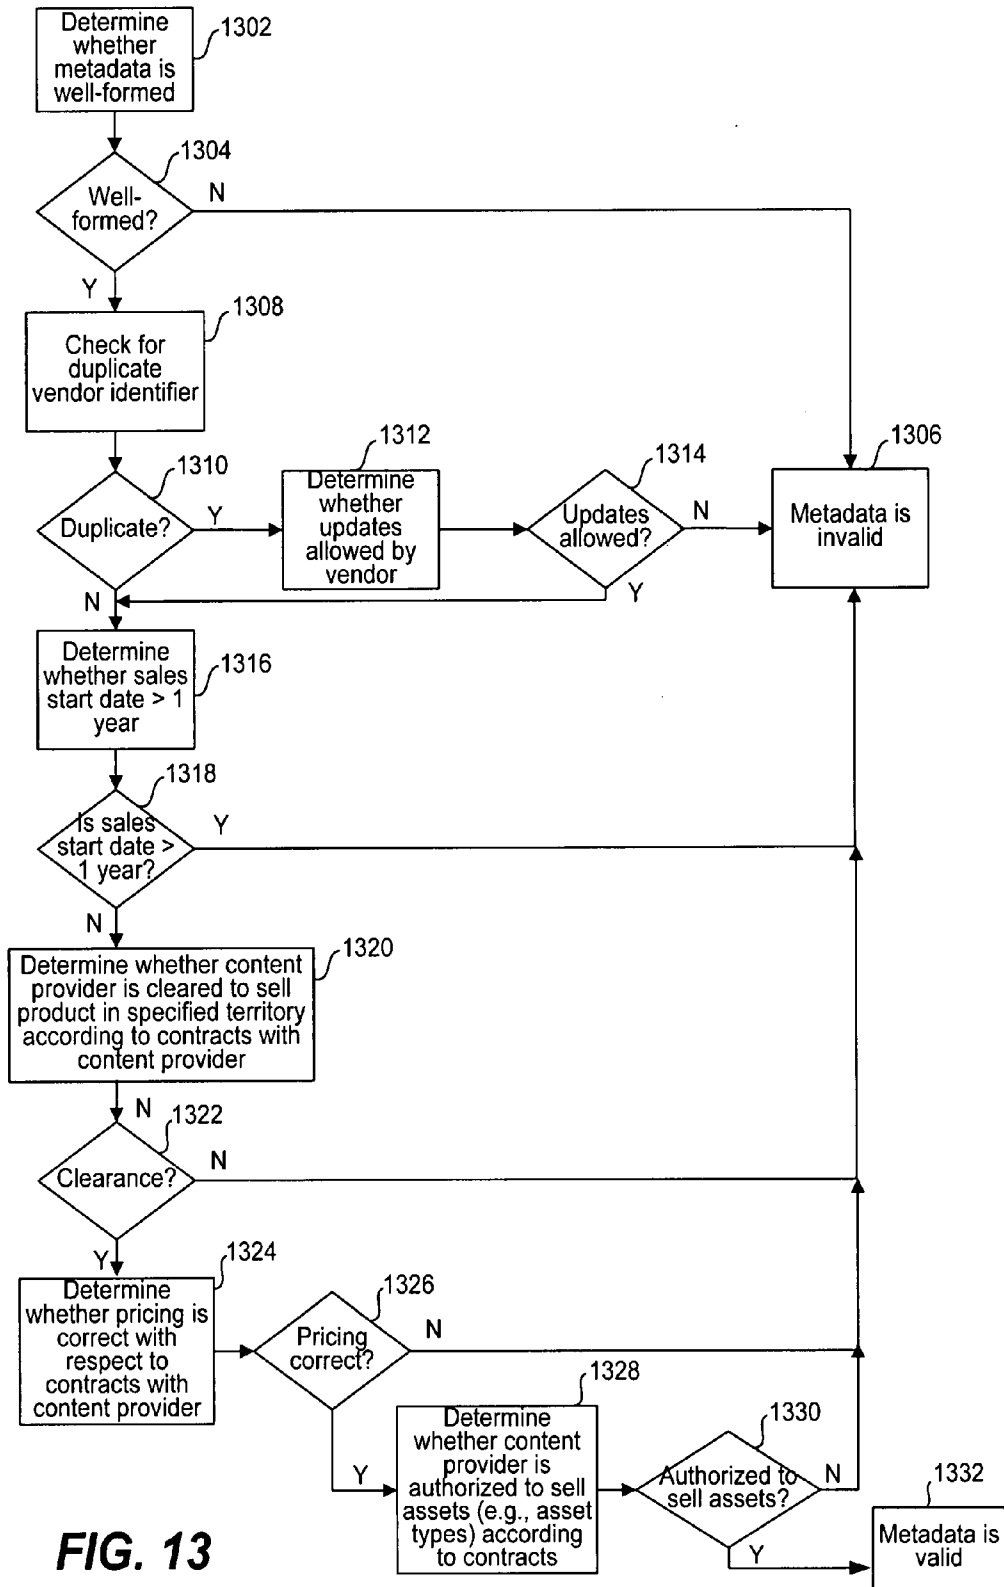 Determine
whether
metadata is
well-formed
1302
1304
Well-
formed?
N
Y
1308
Check for
duplicate
vendor identifier
1310
Duplicate?
Y
N
1312
Determine
whether
updates
allowed by
vendor
1314
Updates
allowed?
N
Y
1306
Metadata is
invalid
Determine
whether sales
start date > 1
year
1316
1318
Is sales
start date >
1 year?
Y
N
1320
Determine whether content
provider is cleared to sell
product in specified territory
according to contracts with
content provider
N
1322
Clearance?
N
Y
1324
Determine
whether pricing is
correct with
respect to
contracts with
content provider
1326
Pricing
correct?
N
Y
1328
Determine
whether content
provider is
authorized to sell
assets (e.g., asset
types) according
to contracts
1330
Authorized to
sell assets?
N
Y
1332
Metadata is
valid
FIG. 13